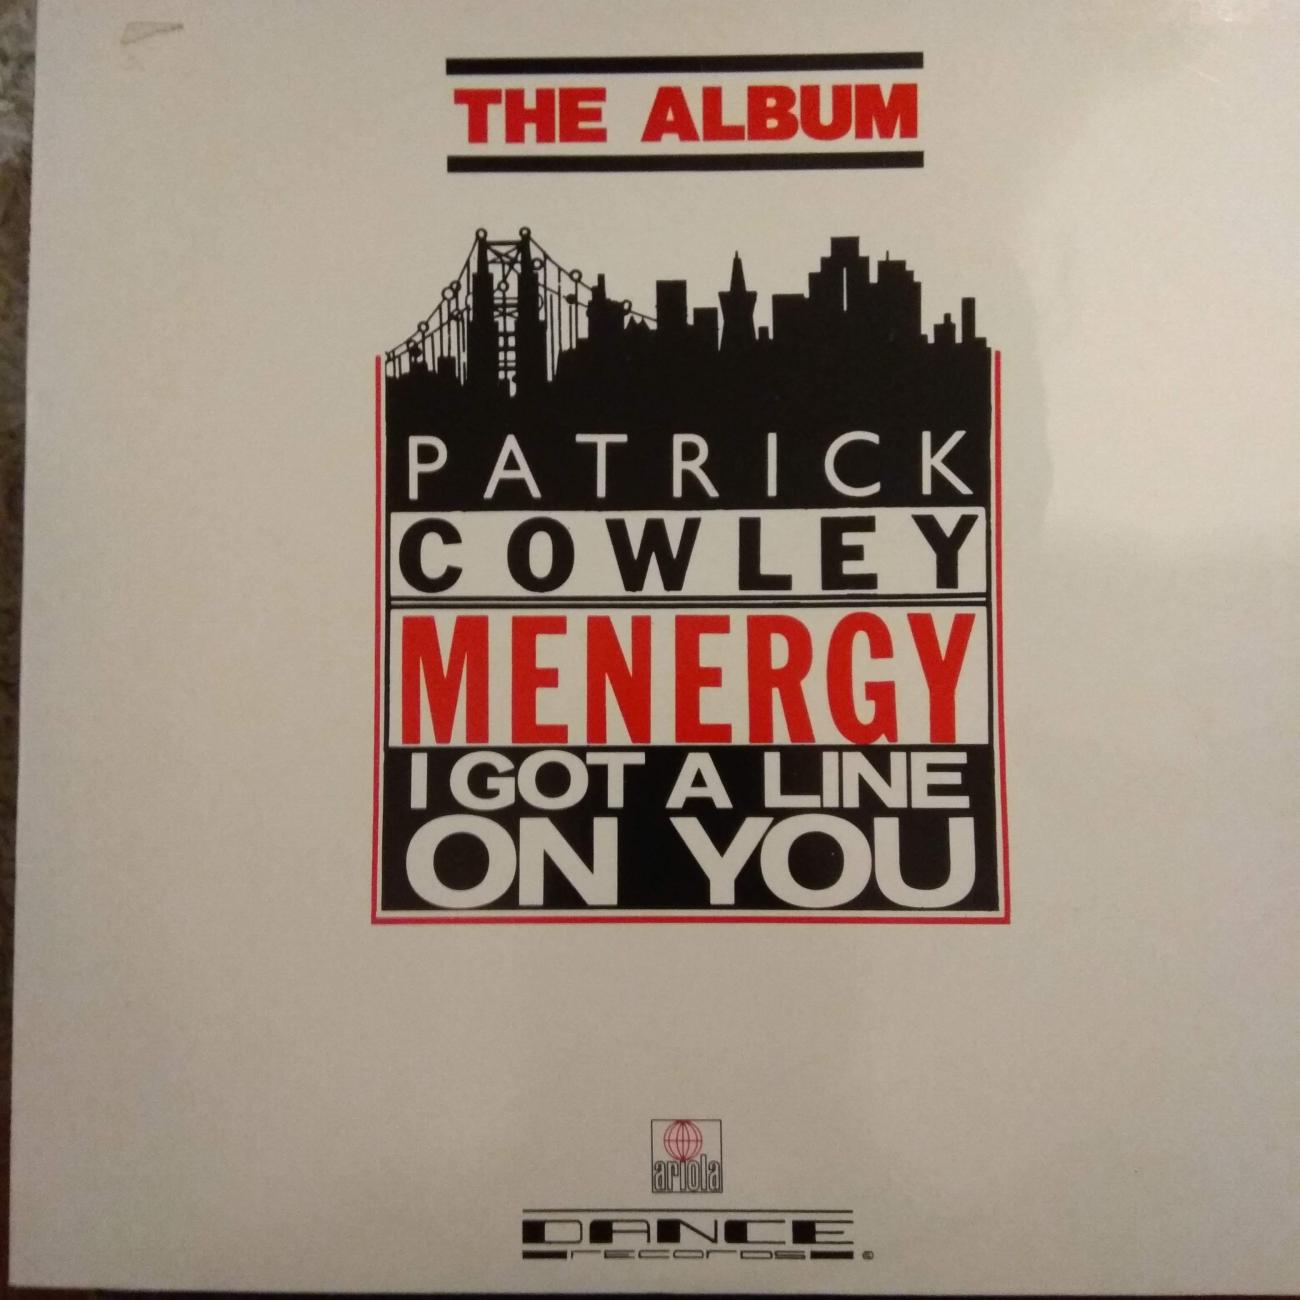 THE ALBUM
PATRICK
COWLEY
MENERGY
I GOT A LINE
ON YOU
ariola
DANCE
records ©